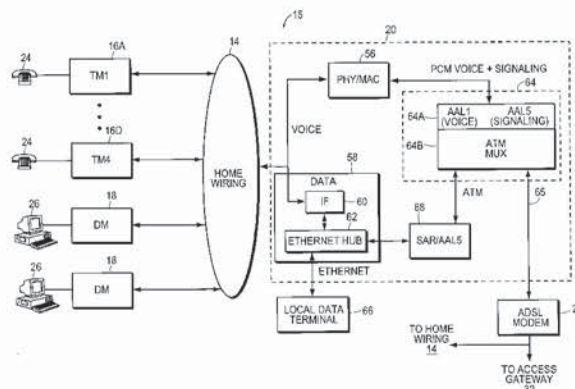 15
20
24
16A
TM1
14
56
PHY/MAC
PCM VOICE + SIGNALING
64
64A
AAL1 (VOICE)
AAL5 (SIGNALING)
64B
ATM MUX
16D
24
TM4
VOICE
HOME WIRING
58
DATA
IF
60
62
ETHERNET HUB
ETHERNET
ATM
65
68
SAR/AAL5
26
18
DM
26
18
DM
LOCAL DATA TERMINAL
66
ADSL MODEM
TO HOME WIRING 14
TO ACCESS GATEWAY